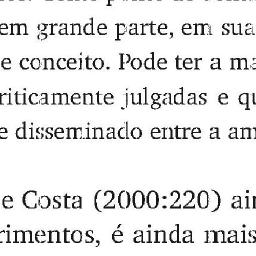 em grande parte, em sua
e conceito. Pode ter a ma
riticamente julgadas e qu
e disseminado entre a am
e Costa (2000:220) ain
rimentos, é ainda mais